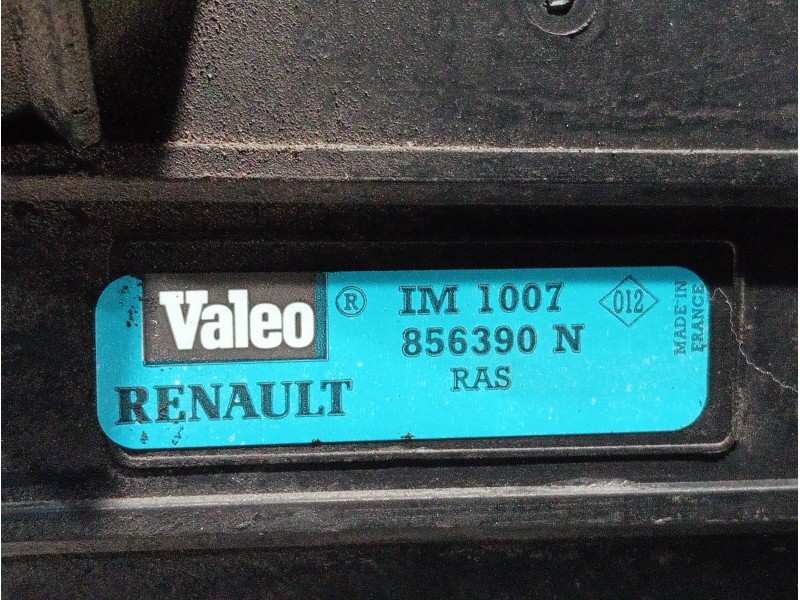 Valeo ® IM 1007
856390 N
RAS
RENAULT
012
MADE IN
FRANCE